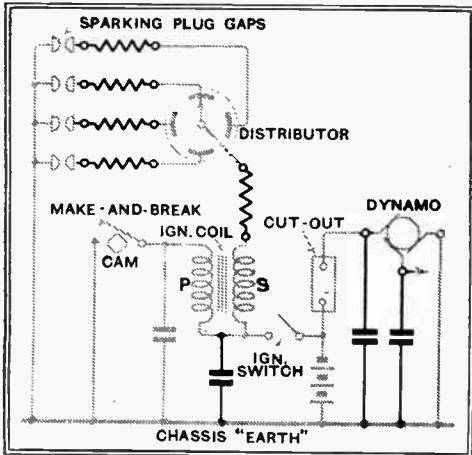 SPARKING PLUG GAPS
DISTRIBUTOR
MAKE-AND-BREAK
CAM
IGN. COIL
P
S
CUT-OUT
DYNAMO
IGN.
SWITCH
CHASSIS "EARTH"